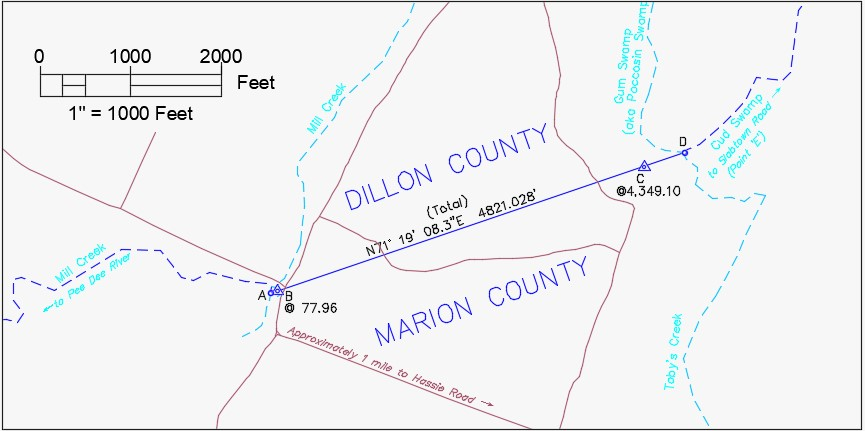 0 1000 2000
Feet
1" = 1000 Feet
Mill Creek
Gum Swamp
(aka Poccosin Swamp
D
Cud Swamp
to Sabtown Road →
(Point 'E')
DILLON COUNTY
C
@4,349.10
(Total)
N71° 19' 08.3"E 4821.028'
Mill Creek
←to Pee Dee River
A B
@ 77.96
MARION COUNTY
Approximately 1 mile to Hassie Road →
Toby's Creek